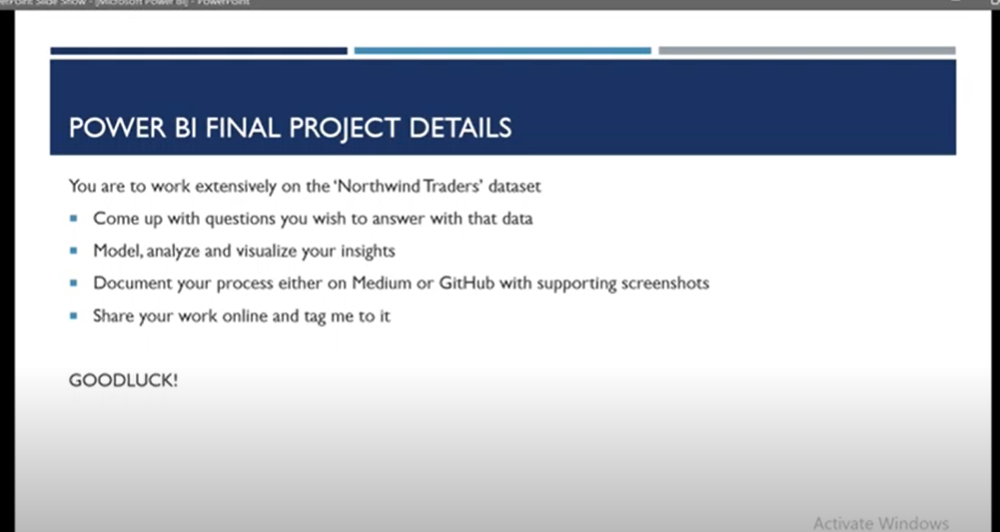 PowerPoint Slide Show - [Microsoft Power BI] - PowerPoint
POWER BI FINAL PROJECT DETAILS
You are to work extensively on the 'Northwind Traders' dataset
Come up with questions you wish to answer with that data
Model, analyze and visualize your insights
Document your process either on Medium or GitHub with supporting screenshots
Share your work online and tag me to it
GOODLUCK!
Activate Windows